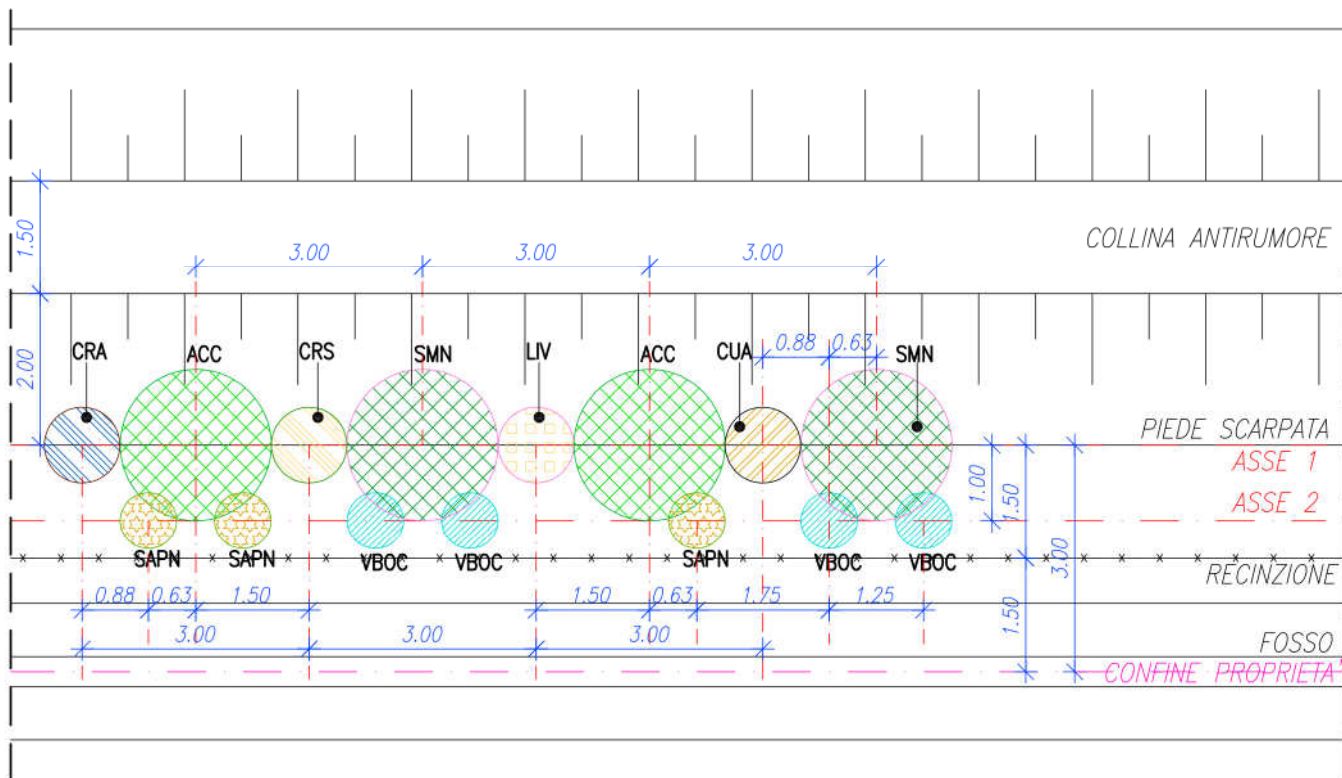 1.50
COLLINA ANTIRUMORE
3.00 3.00 3.00
2.00
0.88 0.63
CRA ACC CRS SMN LIV ACC CUA SMN
PIEDE SCARPATA
ASSE 1
1.00
1.50
ASSE 2
3.00
SAPN SAPN VBOC VBOC SAPN VBOC VBOC
RECINZIONE
0.88 0.63 1.50 1.50 0.63 1.75 1.25
1.50
3.00 3.00 3.00
FOSSO
CONFINE PROPRIETA'